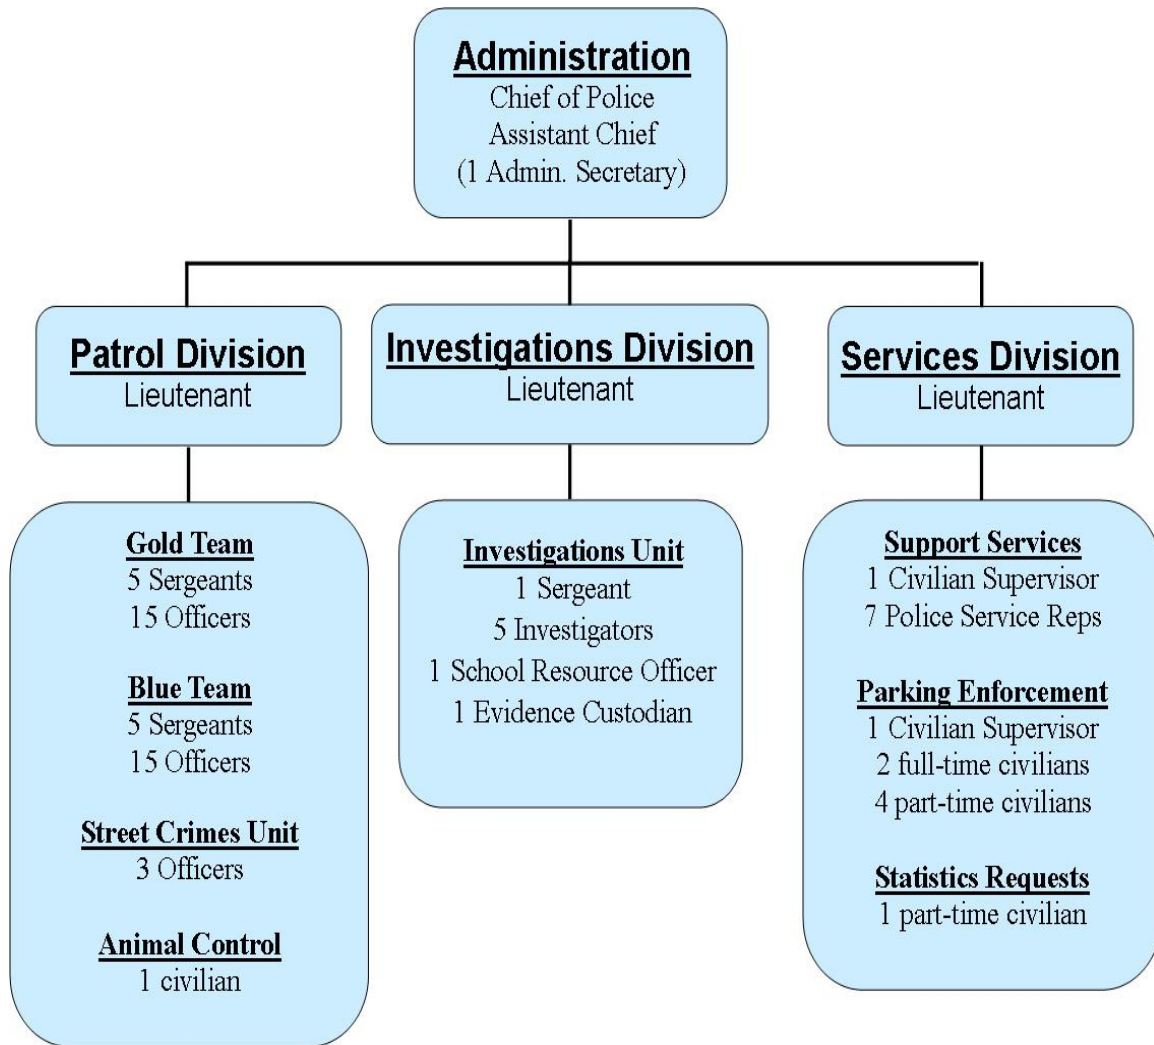 Administration
Chief of Police
Assistant Chief
(1 Admin. Secretary)
Patrol Division
Lieutenant
Investigations Division
Lieutenant
Services Division
Lieutenant
Gold Team
5 Sergeants
15 Officers
Blue Team
5 Sergeants
15 Officers
Street Crimes Unit
3 Officers
Animal Control
1 civilian
Investigations Unit
1 Sergeant
5 Investigators
1 School Resource Officer
1 Evidence Custodian
Support Services
1 Civilian Supervisor
7 Police Service Reps
Parking Enforcement
1 Civilian Supervisor
2 full-time civilians
4 part-time civilians
Statistics Requests
1 part-time civilian